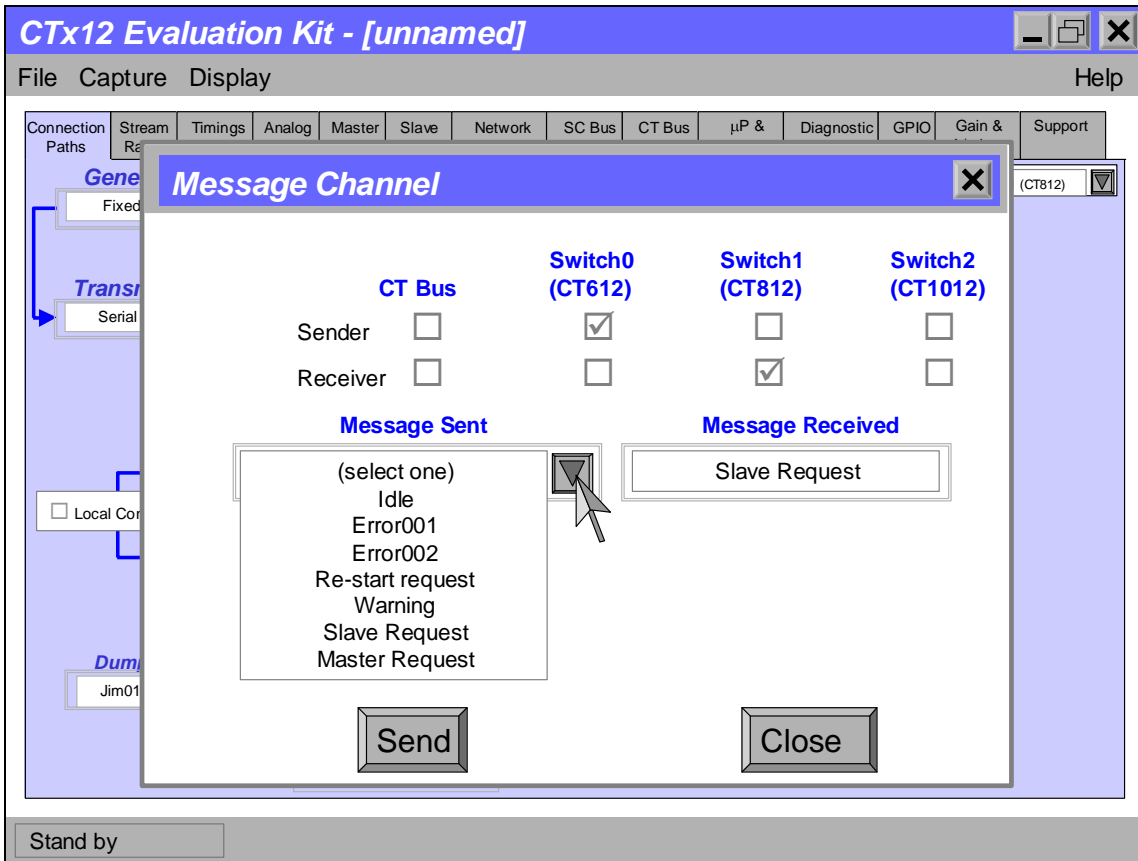 CTx12 Evaluation Kit - [unnamed]
File Capture Display Help
Connection Paths
Stream
Timings
Analog
Master
Slave
Network
SC Bus
CT Bus
µP &
Diagnostic
GPIO
Gain &
Support
Fixed
Serial
Local
Jim01
(CT812)
Message Channel
CT Bus
Switch0
(CT612)
Switch1
(CT812)
Switch2
(CT1012)
Sender
Receiver
Message Sent
Message Received
(select one)
Idle
Error001
Error002
Re-start request
Warning
Slave Request
Master Request
Slave Request
Send
Close
Stand by